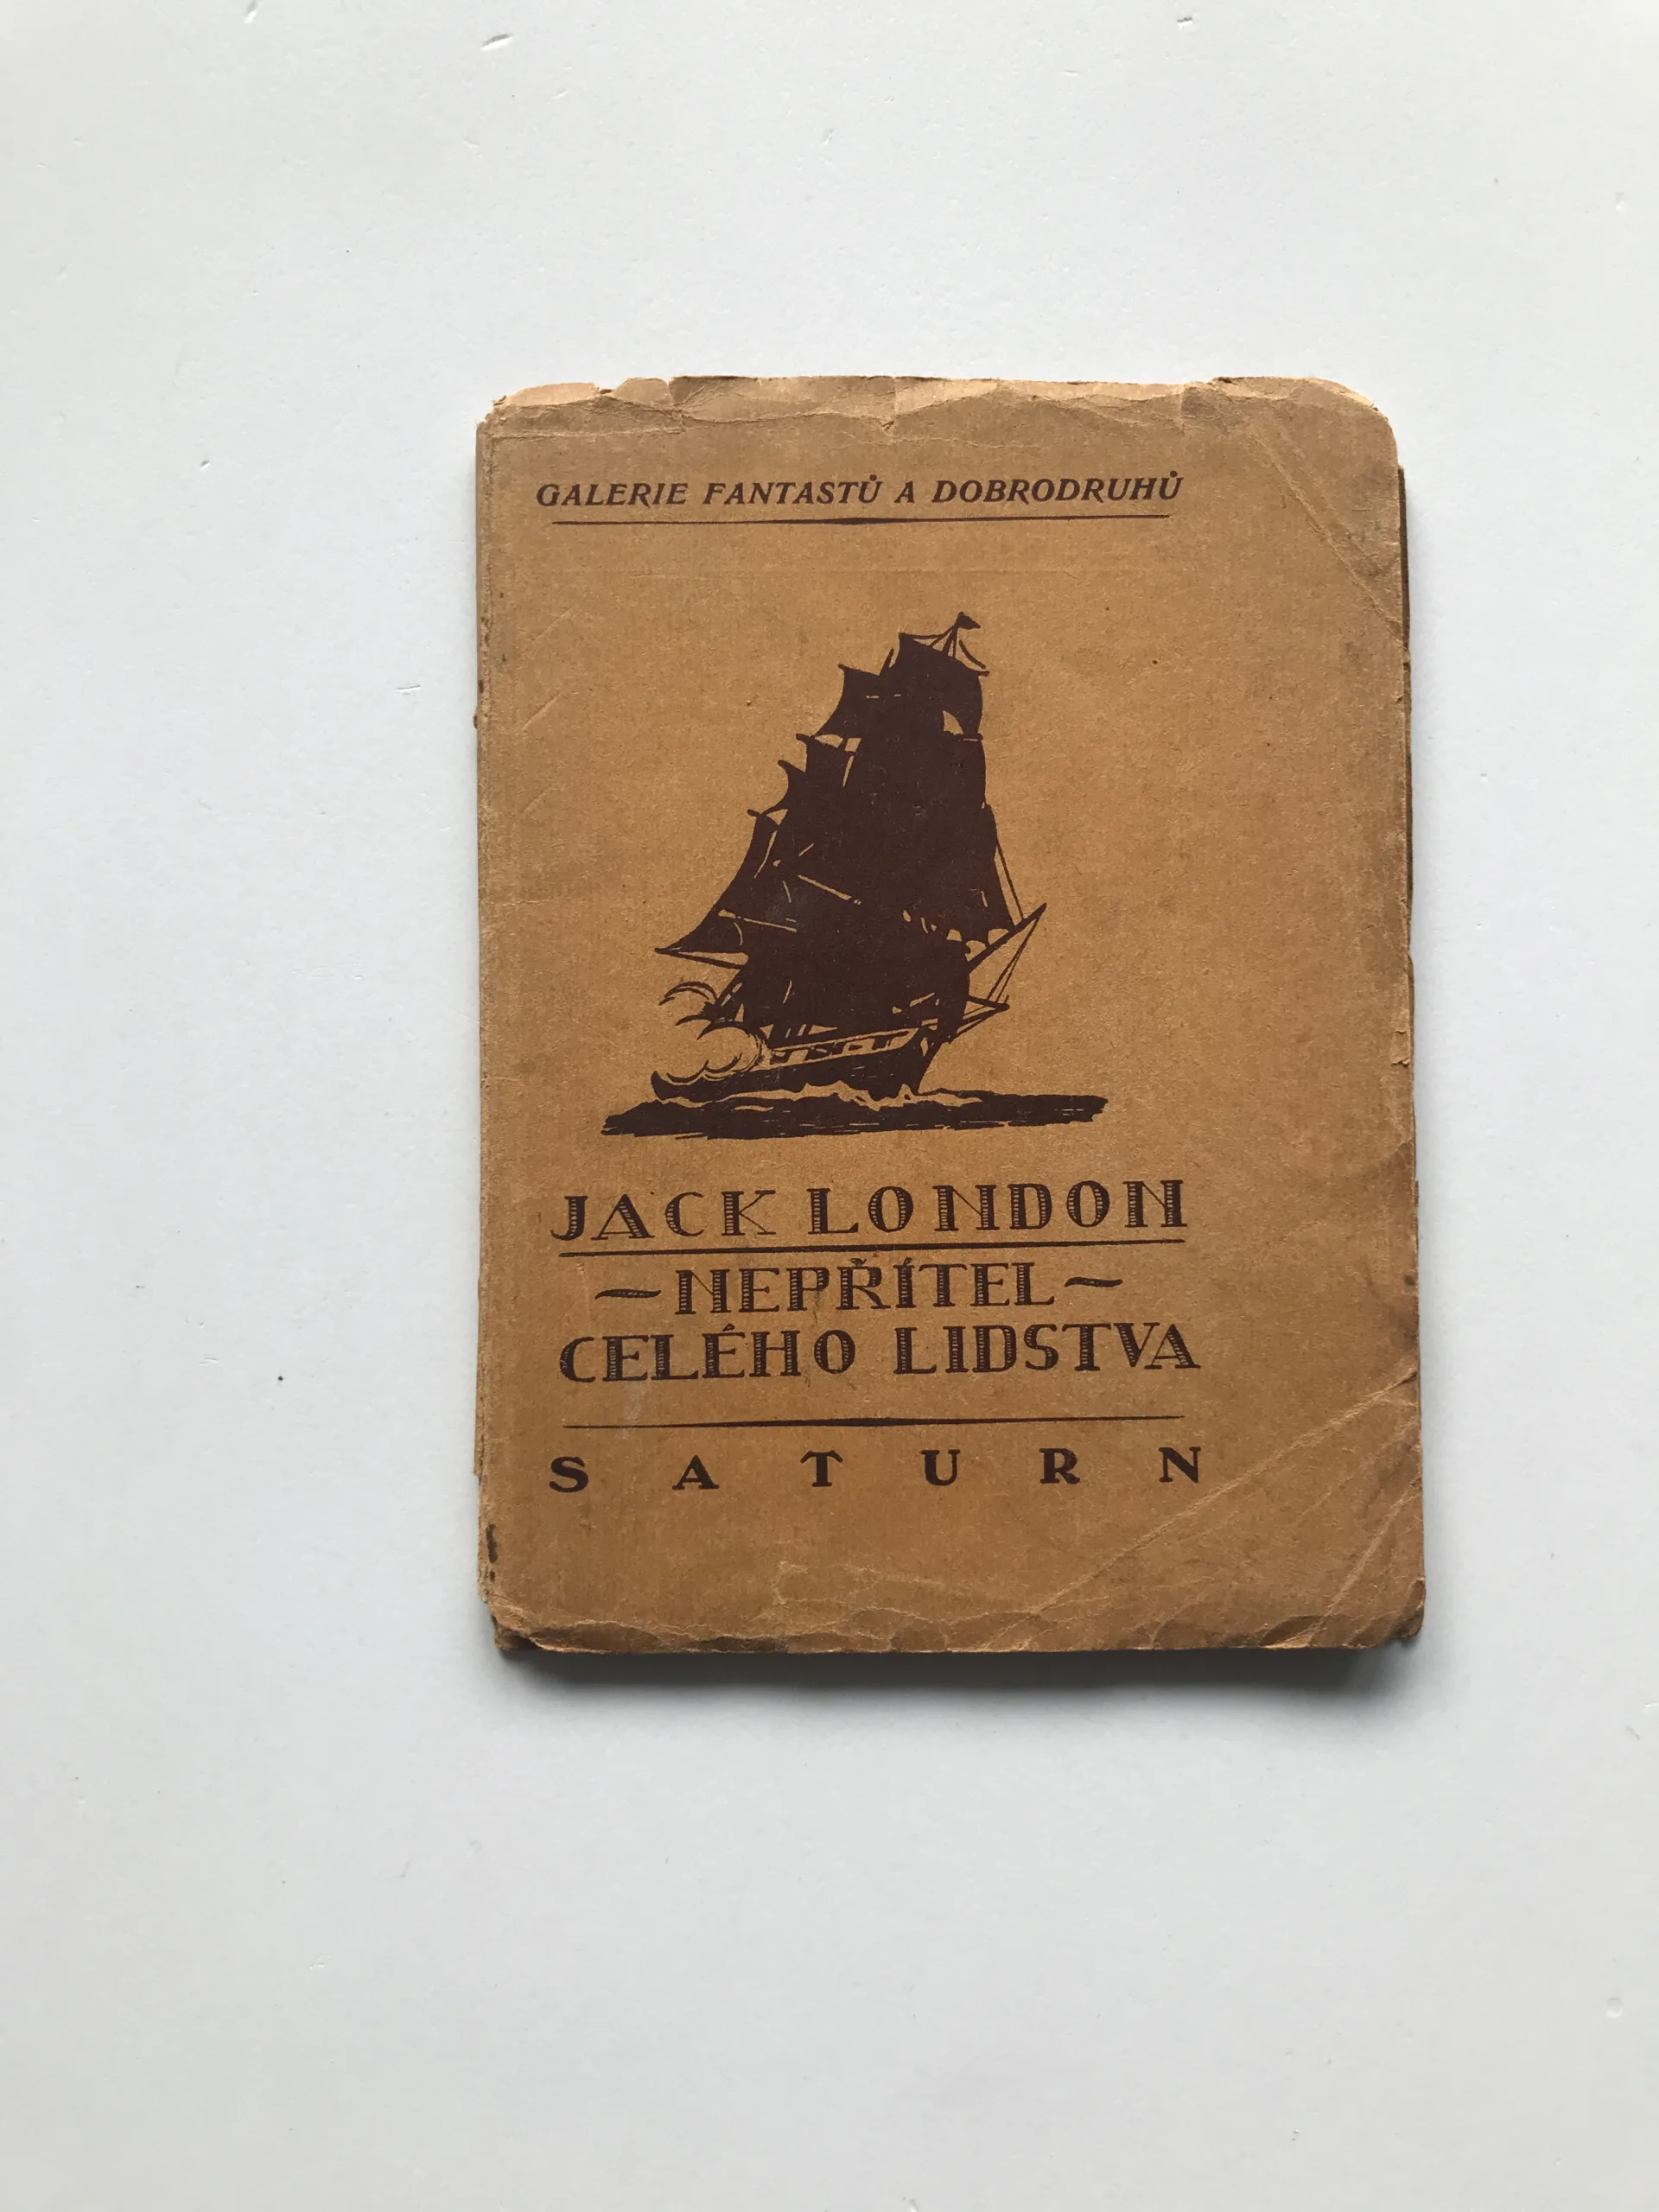 GALERIE FANTASTŮ A DOBRODRUHŮ
JACK LONDON
~ NEPŘÍTEL ~
CELÉHO LIDSTVA
SATURN